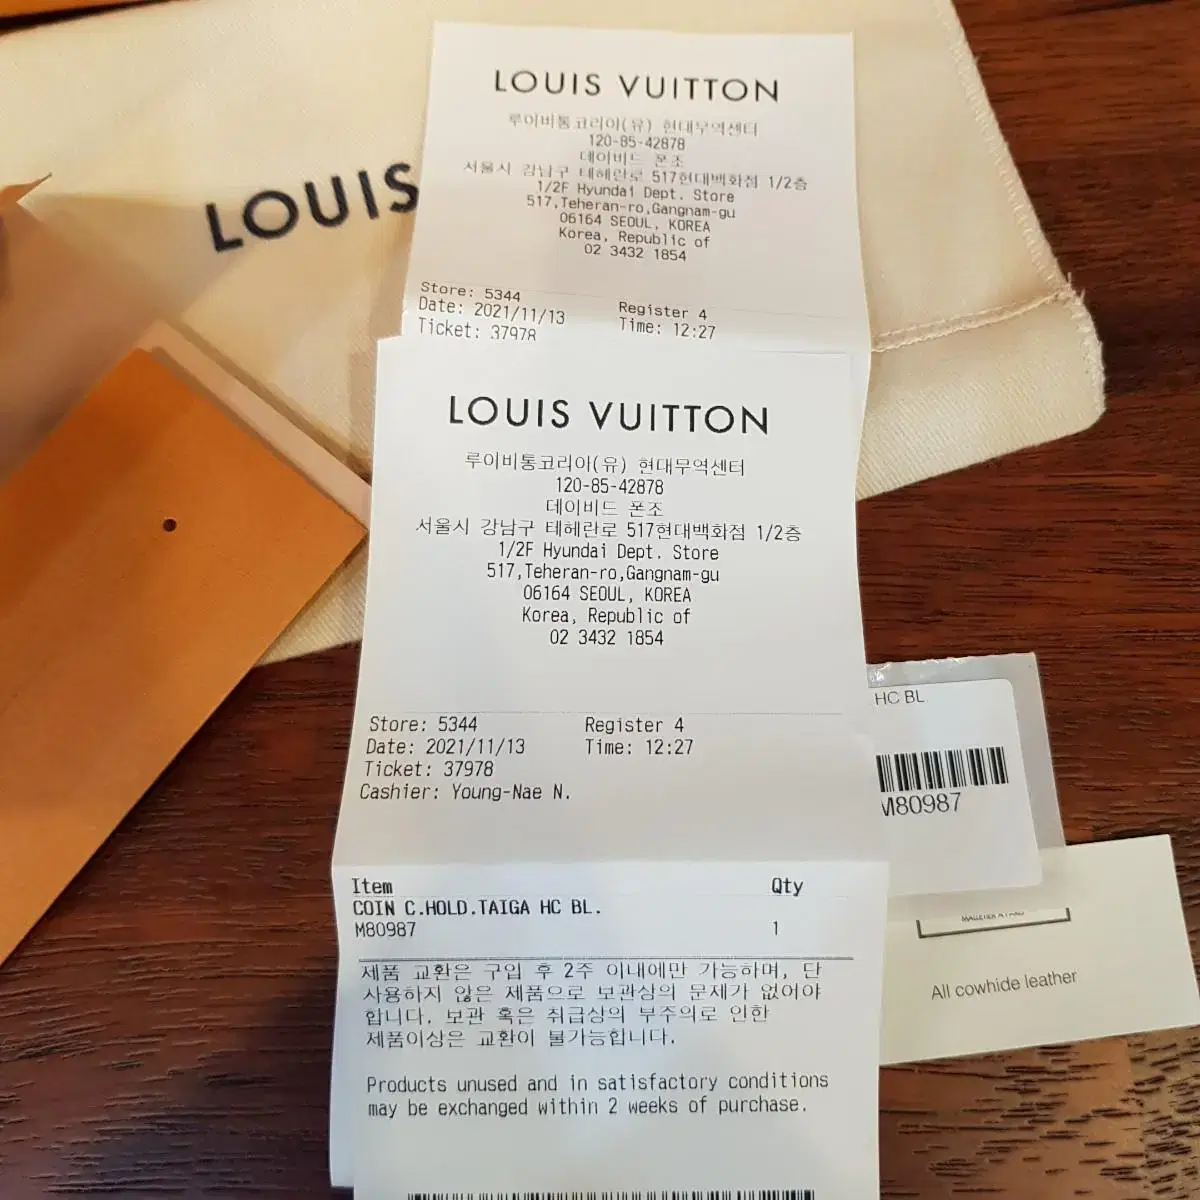 LOUIS VUITTON
루이비통코리아(유) 현대무역센터
120-85-42878
데이비드 폰조
서울시 강남구 테헤란로 517현대백화점 1/2층
1/2F Hyundai Dept. Store
517,Teheran-ro,Gangnam-gu
06164 SEOUL, KOREA
Korea, Republic of
02 3432 1854
Store: 5344 Register 4
Date: 2021/11/13 Time: 12:27
Ticket: 37978
LOUIS
LOUIS VUITTON
루이비통코리아(유) 현대무역센터
120-85-42878
데이비드 폰조
서울시 강남구 테헤란로 517현대백화점 1/2층
1/2F Hyundai Dept. Store
517,Teheran-ro,Gangnam-gu
06164 SEOUL, KOREA
Korea, Republic of
02 3432 1854
Store: 5344 Register 4
Date: 2021/11/13 Time: 12:27
Ticket: 37978
Cashier: Young-Nae N.
Item Qty
COIN C.HOLD.TAIGA HC BL.
M80987 1
제품 교환은 구입 후 2주 이내에만 가능하며, 단
사용하지 않은 제품으로 보관상의 문제가 없어야
합니다. 보관 혹은 취급상의 부주의로 인한
제품이상은 교환이 불가능합니다.
Products unused and in satisfactory conditions
may be exchanged within 2 weeks of purchase.
HC BL
M80987
All cowhide leather